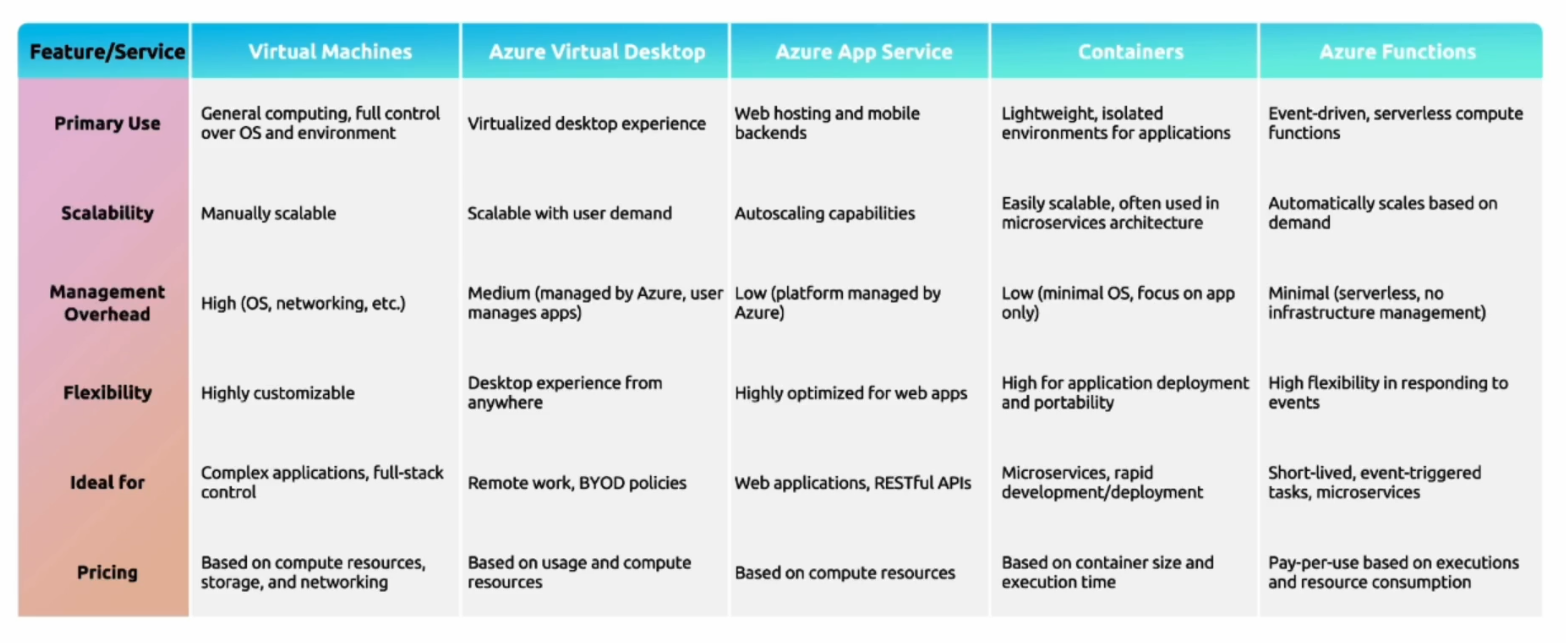 Feature/Service
Virtual Machines
Azure Virtual Desktop
Azure App Service
Containers
Azure Functions
Primary Use
General computing, full control
over OS and environment
Virtualized desktop experience
Web hosting and mobile
backends
Lightweight, isolated
environments for applications
Event-driven, serverless compute
functions
Scalability
Manually scalable
Scalable with user demand
Autoscaling capabilities
Easily scalable, often used in
microservices architecture
Automatically scales based on
demand
Management
Overhead
High (OS, networking, etc.)
Medium (managed by Azure, user
manages apps)
Low (platform managed by
Azure)
Low (minimal OS, focus on app
only)
Minimal (serverless, no
infrastructure management)
Flexibility
Highly customizable
Desktop experience from
anywhere
Highly optimized for web apps
High for application deployment
and portability
High flexibility in responding to
events
Ideal for
Complex applications, full-stack
control
Remote work, BYOD policies
Web applications, RESTful APIs
Microservices, rapid
development/deployment
Short-lived, event-triggered
tasks, microservices
Pricing
Based on compute resources,
storage, and networking
Based on usage and compute
resources
Based on compute resources
Based on container size and
execution time
Pay-per-use based on executions
and resource consumption